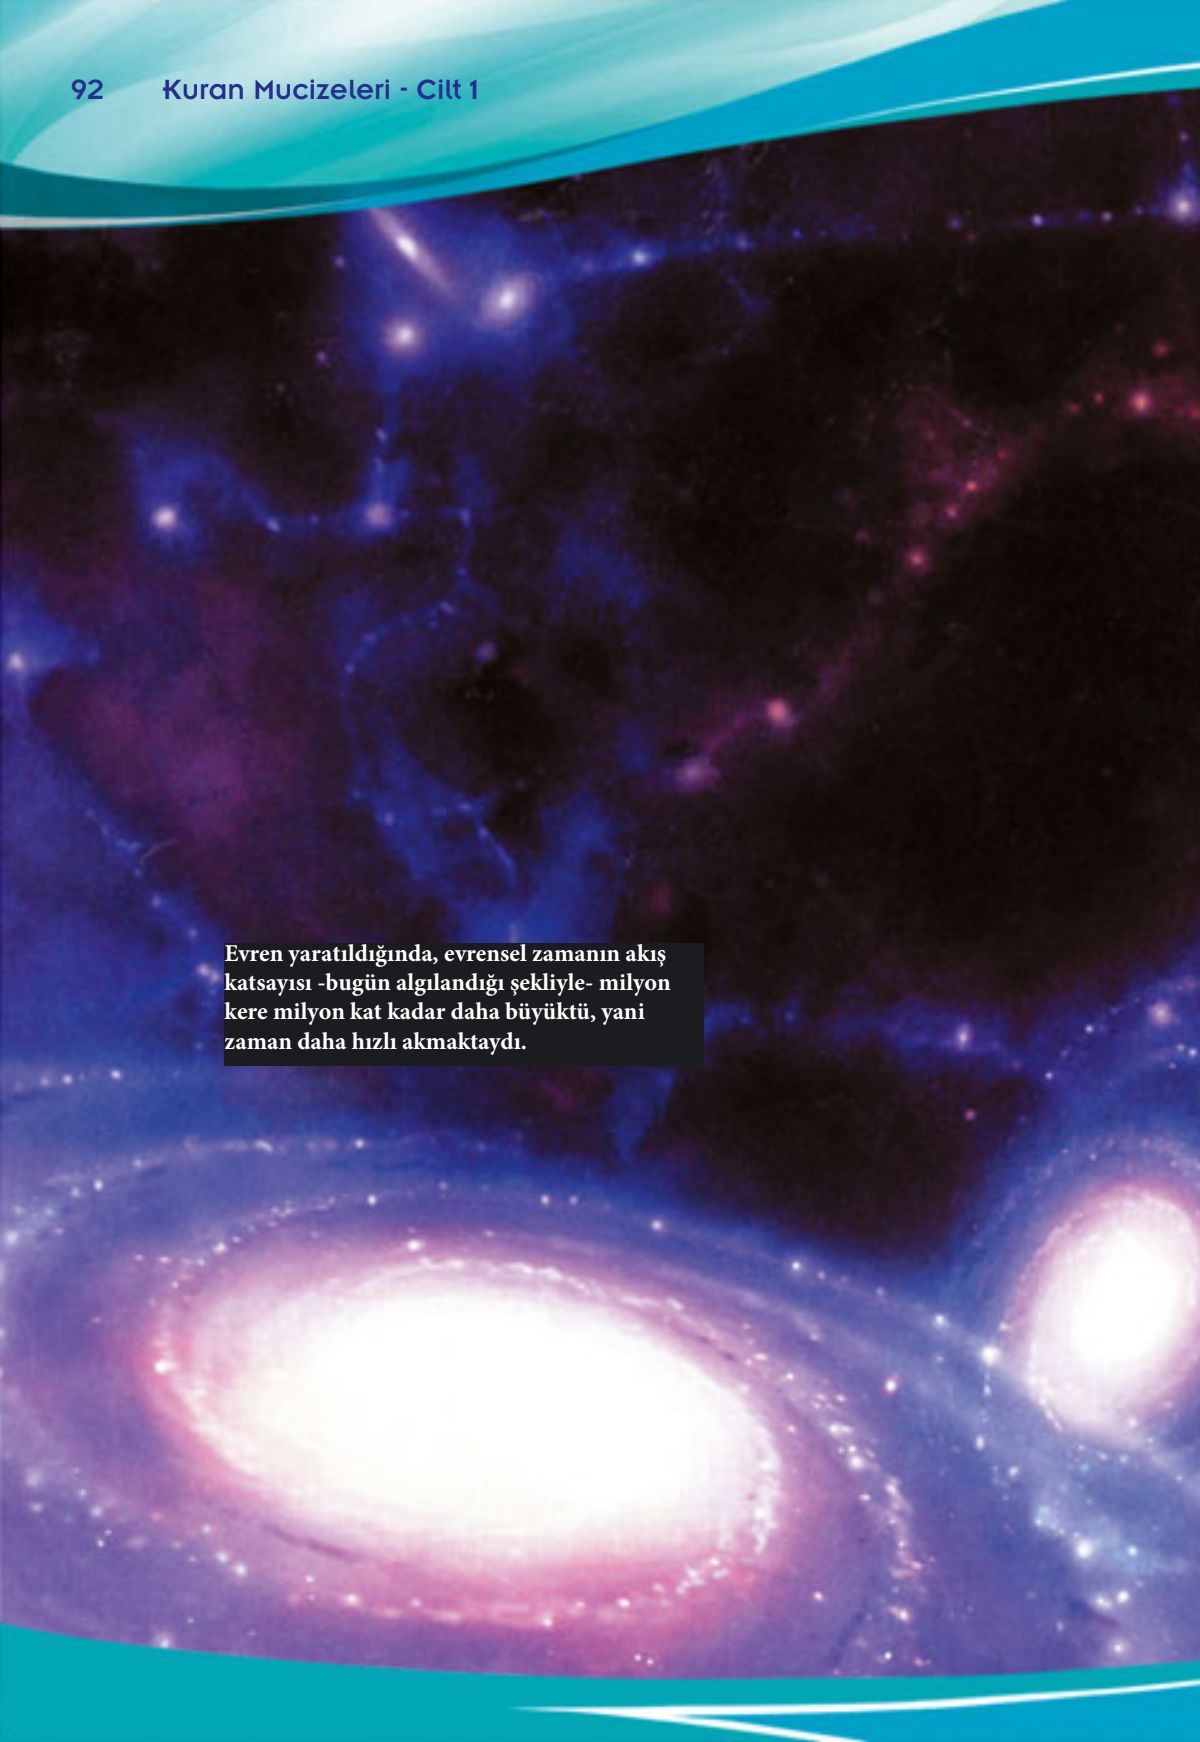 92 Kuran Mucizeleri - Cilt 1
Evren yaratıldığında, evrensel zamanın akış
katsayısı -bugün algılandığı şekliyle- milyon
kere milyon kat kadar daha büyüktü, yani
zaman daha hızlı akmaktaydı.